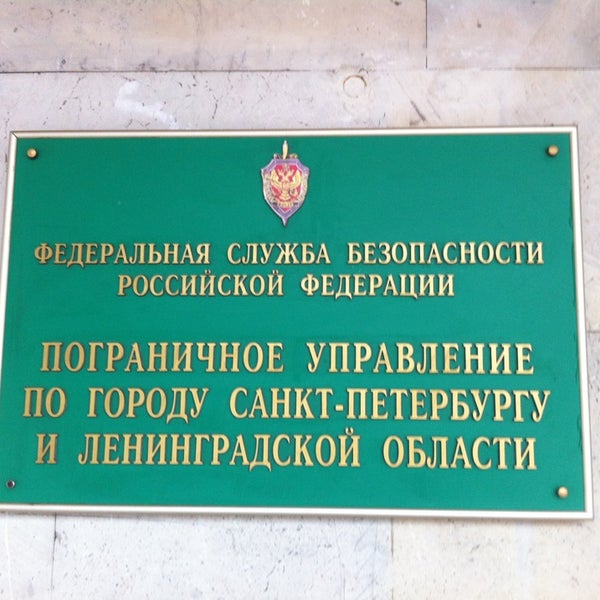 ФЕДЕРАЛЬНАЯ СЛУЖБА БЕЗОПАСНОСТИ
РОССИЙСКОЙ ФЕДЕРАЦИИ
ПОГРАНИЧНОЕ УПРАВЛЕНИЕ
ПО ГОРОДУ САНКТ-ПЕТЕРБУРГУ
И ЛЕНИНГРАДСКОЙ ОБЛАСТИ